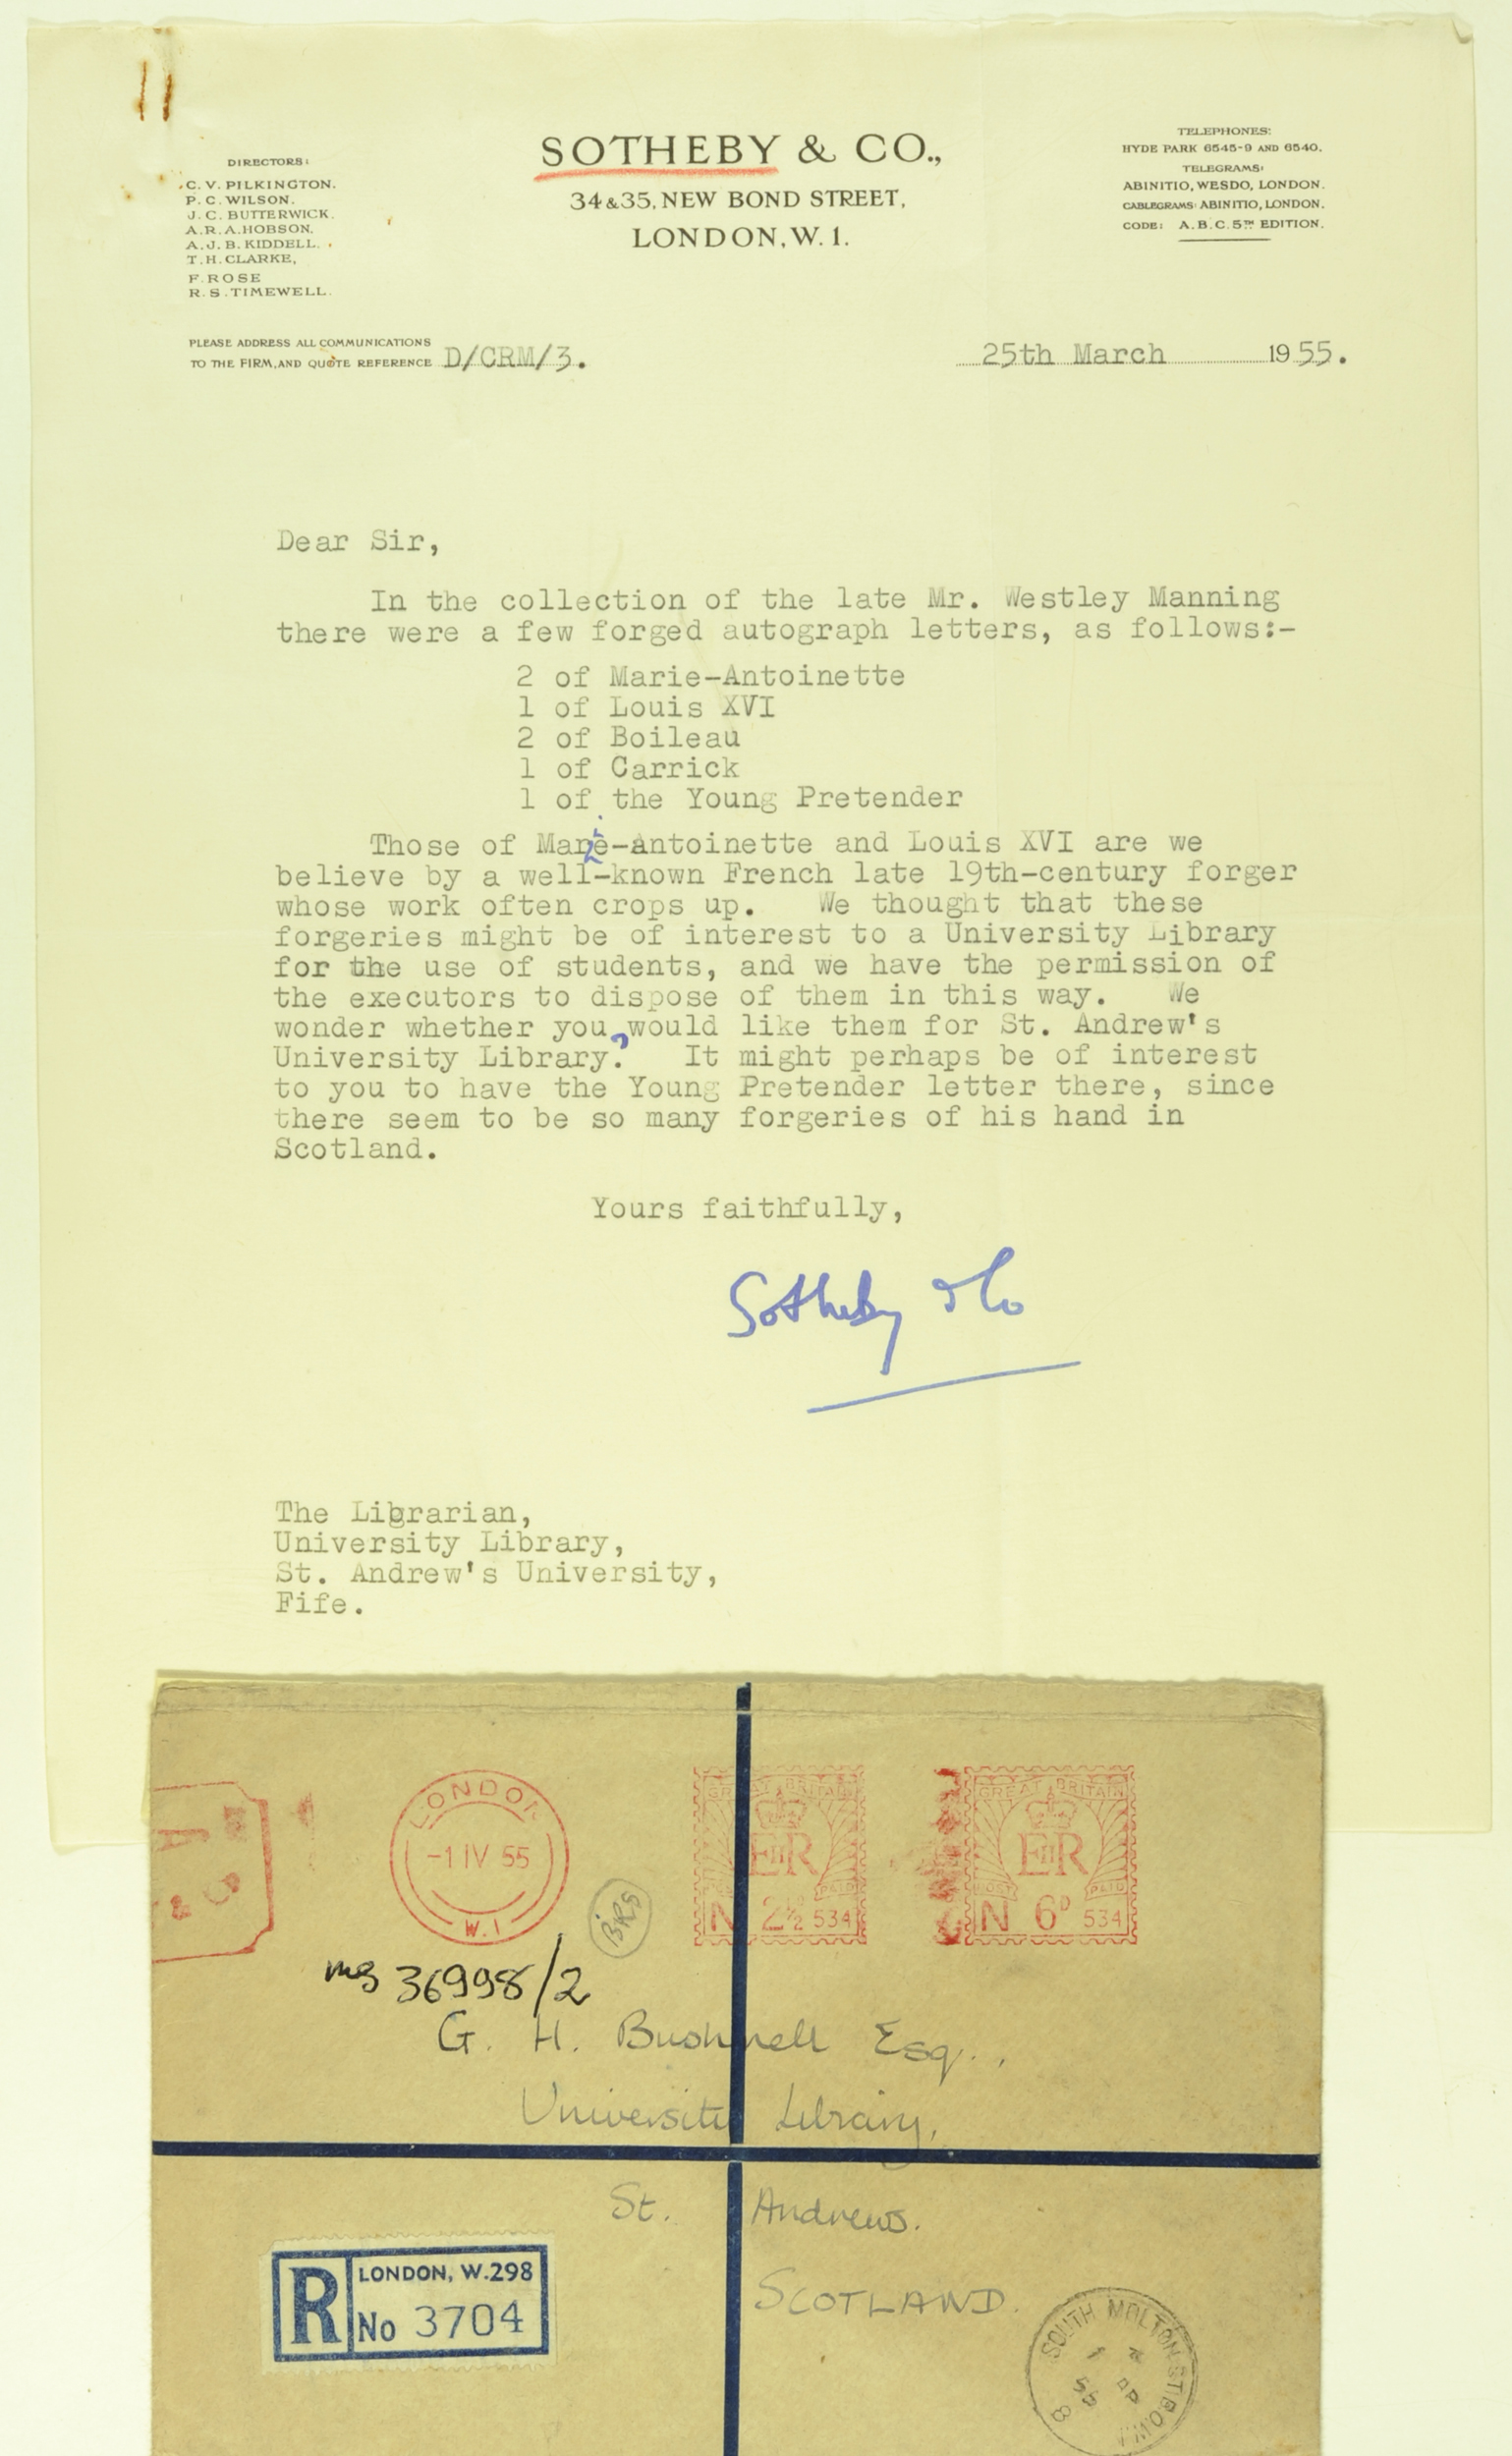 DIRECTORS:
C. V. PILKINGTON.
P. C. WILSON.
J. C. BUTTERWICK.
A. R. A. HOBSON.
A. J. B. KIDDELL.
T. H. CLARKE,
F. ROSE
R. S. TIMEWELL.
SOTHEBY & CO.,
34 & 35, NEW BOND STREET,
LONDON, W. 1.
TELEPHONES:
HYDE PARK 6545-9 AND 6540.
TELEGRAMS:
ABINITIO, WESDO, LONDON.
CABLEGRAMS: ABINITIO, LONDON.
CODE: A. B. C. 5TH EDITION.
PLEASE ADDRESS ALL COMMUNICATIONS
TO THE FIRM, AND QUOTE REFERENCE D/CRM/3.
25th March 1955.
Dear Sir,
In the collection of the late Mr. Westley Manning
there were a few forged autograph letters, as follows:-
2 of Marie-Antoinette
1 of Louis XVI
2 of Boileau
1 of Carrick
1 of the Young Pretender
Those of Marie-Antoinette and Louis XVI are we
believe by a well-known French late 19th-century forger
whose work often crops up. We thought that these
forgeries might be of interest to a University Library
for the use of students, and we have the permission of
the executors to dispose of them in this way. We
wonder whether you would like them for St. Andrew's
University Library? It might perhaps be of interest
to you to have the Young Pretender letter there, since
there seem to be so many forgeries of his hand in
Scotland.
Yours faithfully,
Sotheby & Co
The Librarian,
University Library,
St. Andrew's University,
Fife.
& C
LONDON
-1 IV 55
W.1
GREAT BRITAIN
EIIR
POST PAID
N 2½ 534
GREAT BRITAIN
EIIR
POST PAID
N 6D 534
ms 36998/2
G. H. Bushnell Esq.,
University Library,
St. Andrews.
SCOTLAND.
R
LONDON, W.298
No 3704
SOUTH MOLTON ST B.O. W.1
1 AP
55
8